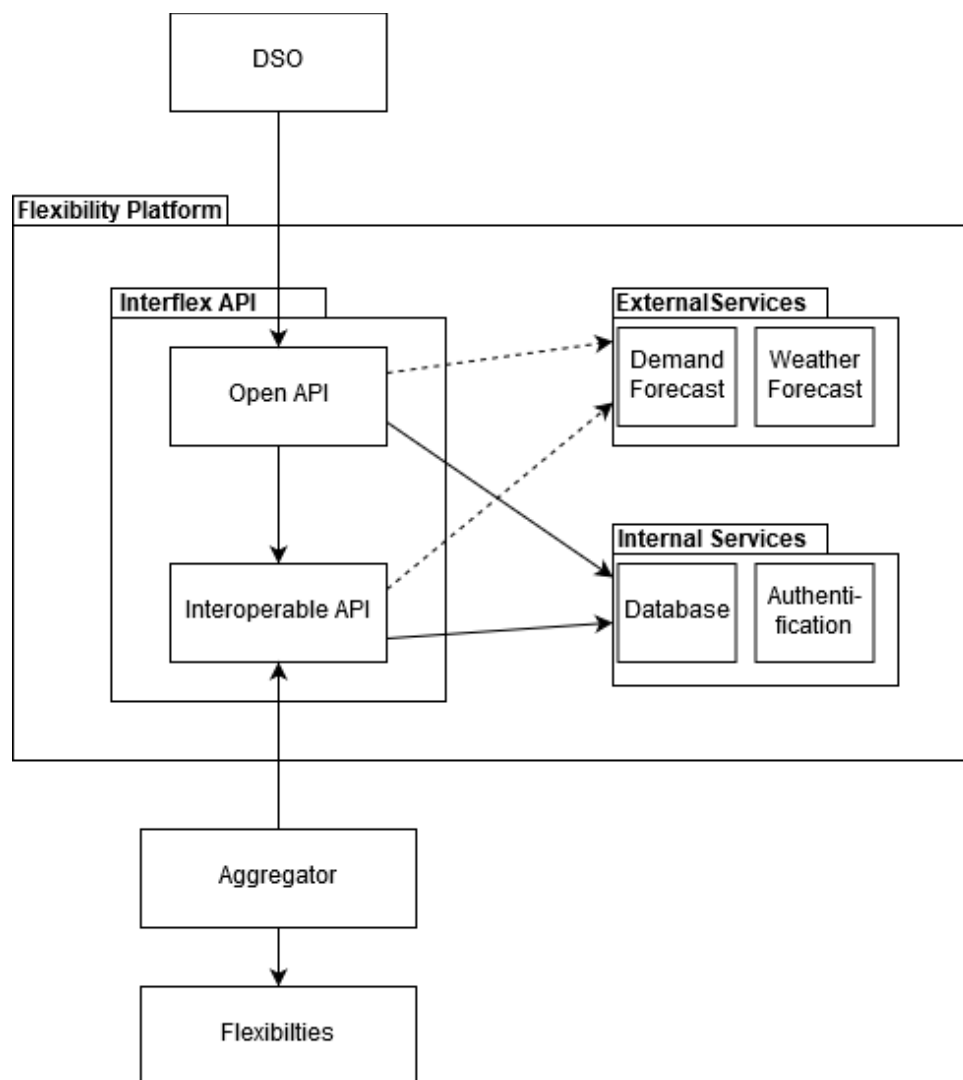 DSO
Flexibility Platform
Interflex API
ExternalServices
Open API
Demand
Forecast
Weather
Forecast
Internal Services
Interoperable API
Database
Authenti-
fication
Aggregator
Flexibilties